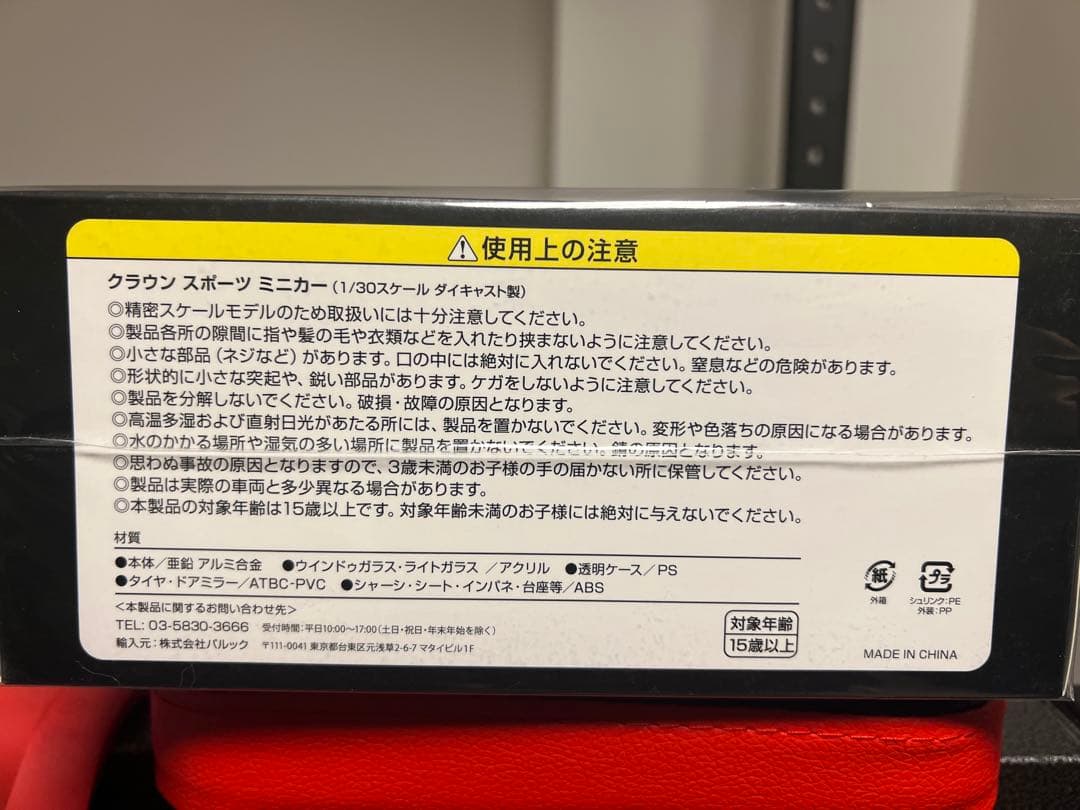 使用上の注意
クラウン スポーツ ミニカー（1/30スケール ダイキャスト製）
◎精密スケールモデルのため取扱いには十分注意してください。
◎製品各所の隙間に指や髪の毛や衣類などを入れたり挟まないように注意してください。
◎小さな部品（ネジなど）があります。口の中には絶対に入れないでください。窒息などの危険があります。
◎形状的に小さな突起や、鋭い部品があります。ケガをしないように注意してください。
◎製品を分解しないでください。破損・故障の原因となります。
◎高温多湿および直射日光があたる所には、製品を置かないでください。変形や色落ちの原因になる場合があります。
◎水のかかる場所や湿気の多い場所に製品を置かないでください。錆の原因となります。
◎思わぬ事故の原因となりますので、3歳未満のお子様の手の届かない所に保管してください。
◎製品は実際の車両と多少異なる場合があります。
◎本製品の対象年齢は15歳以上です。対象年齢未満のお子様には絶対に与えないでください。
材質
●本体／亜鉛 アルミ合金 ●ウインドゥガラス・ライトガラス ／アクリル ●透明ケース／PS
●タイヤ・ドアミラー／ATBC-PVC ●シャーシ・シート・インパネ・台座等／ABS
＜本製品に関するお問い合わせ先＞
TEL: 03-5830-3666 受付時間：平日10:00〜17:00（土日・祝日・年末年始を除く）
輸入元：株式会社バルック 〒111-0041 東京都台東区元浅草2-6-7 マタイビル1F
対象年齢
15歳以上
紙
外箱
プラ
シュリンク：PE
外装：PP
MADE IN CHINA